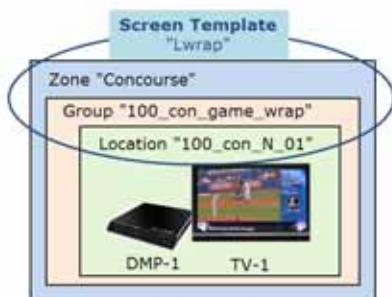 Screen Template
"Lwrap"
Zone "Concourse"
Group "100_con_game_wrap"
Location "100_con_N_01"
DMP-1 TV-1